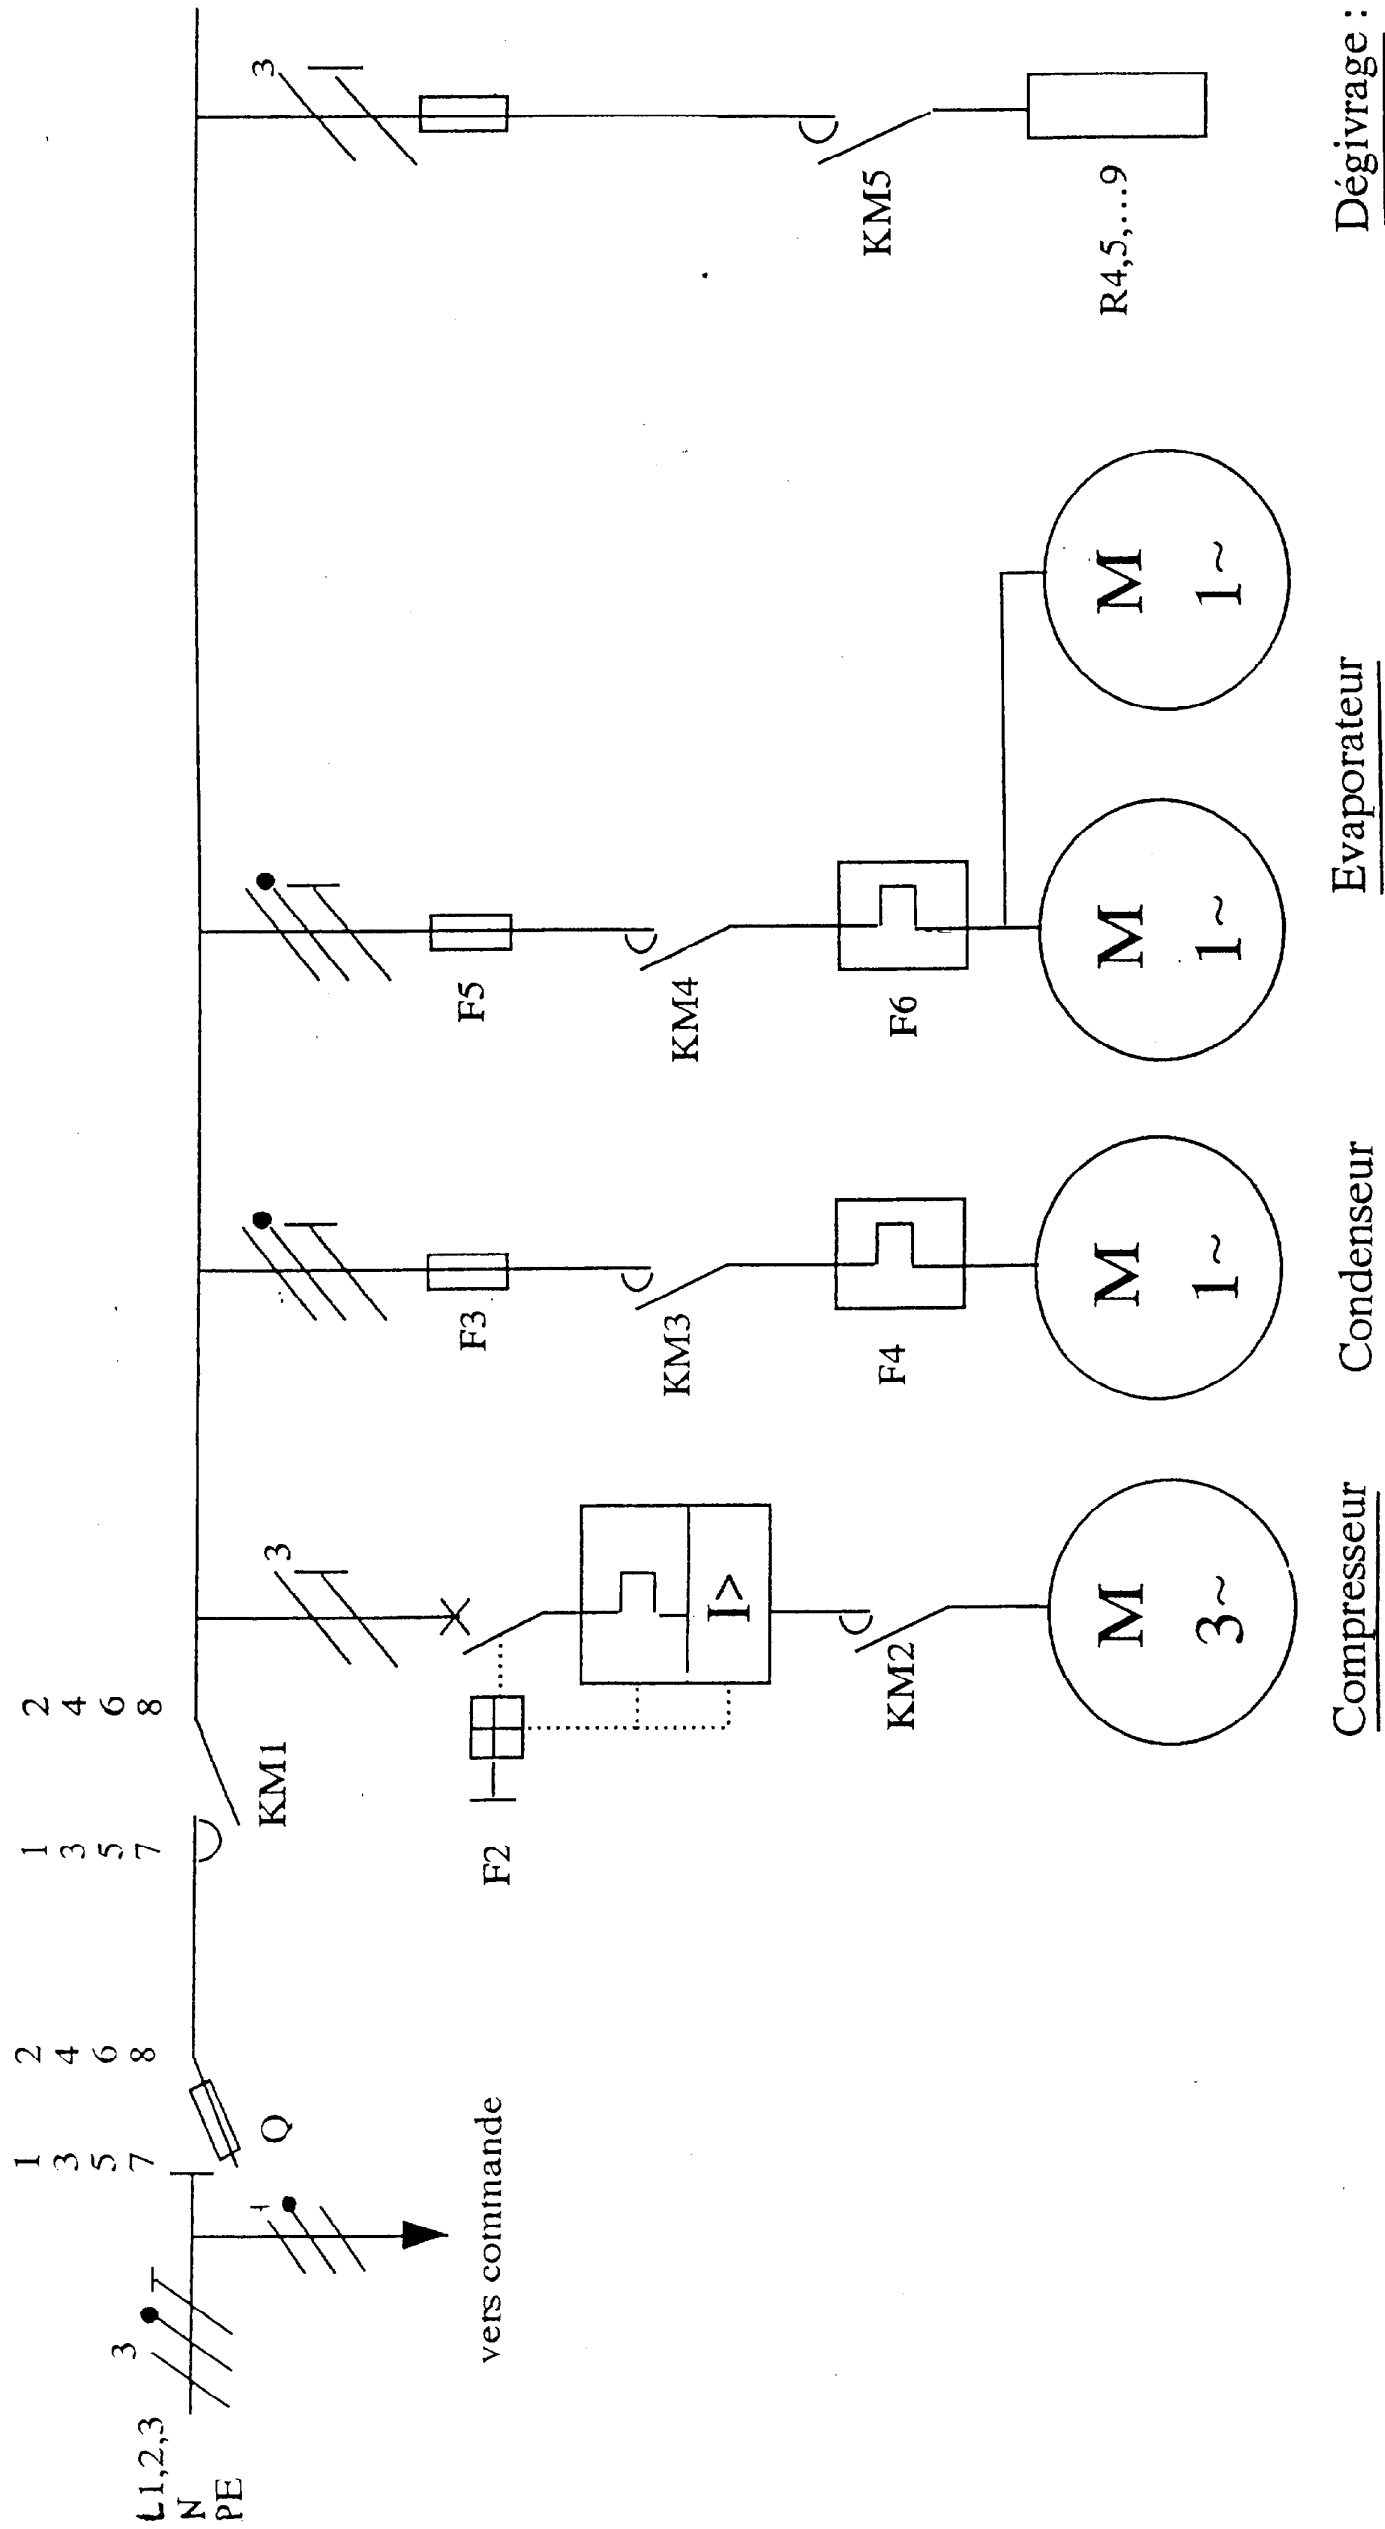 L1,2,3
N
PE
3
vers commande
1
3
5
7
Q
2
4
6
8
1
3
5
7
KM1
2
4
6
8
3
F2
I>
KM2
M
3~
Compresseur
F3
KM3
F4
M
1~
Condenseur
F5
KM4
F6
M
1~
M
1~
Evaporateur
3
KM5
R4,5,...9
Dégivrage :